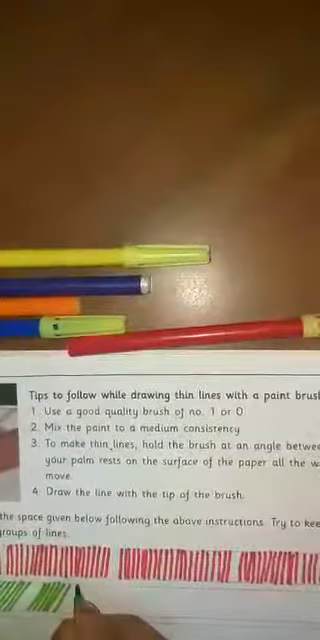 Tips to follow while drawing thin lines with a paint
1. Use a good quality brush of no. 1 or 0
2. Mix the paint to a medium consistency
3. To make thin lines, hold the brush at an angle
your palm rests on the surface of the paper all the
move.
4. Draw the line with the tip of the brush.
the space given below following the above instructions. Try to
groups of lines.